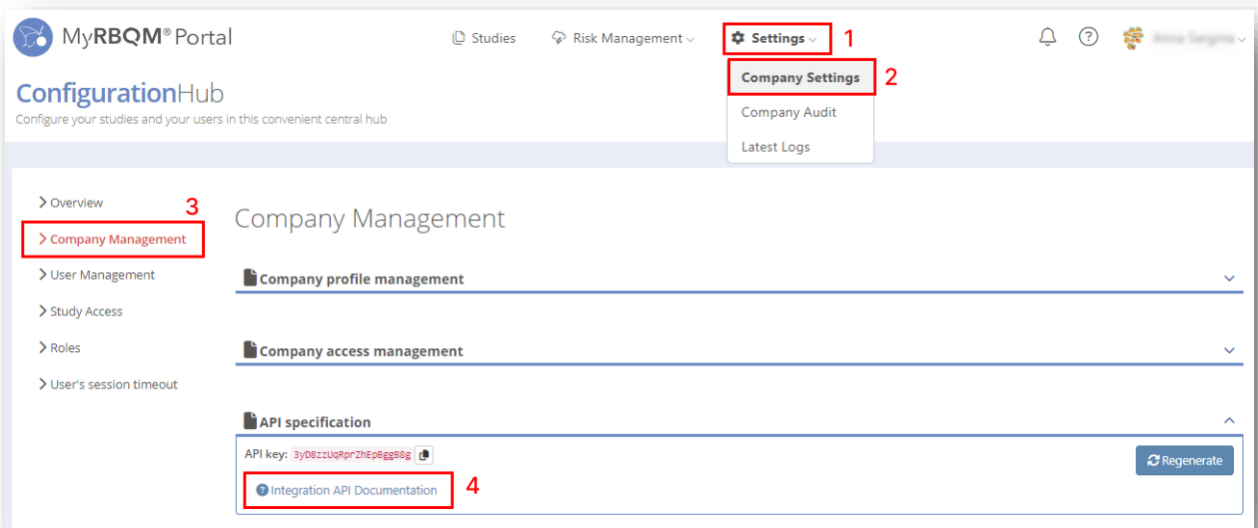 MyRBQM® Portal
Studies
Risk Management
Settings
1
Company Settings
2
Company Audit
Latest Logs
ConfigurationHub
Configure your studies and your users in this convenient central hub
Overview
3
Company Management
User Management
Study Access
Roles
User's session timeout
Company Management
Company profile management
Company access management
API specification
API key: 3yD8zzUqRprZhEpBggB8g
Regenerate
Integration API Documentation
4